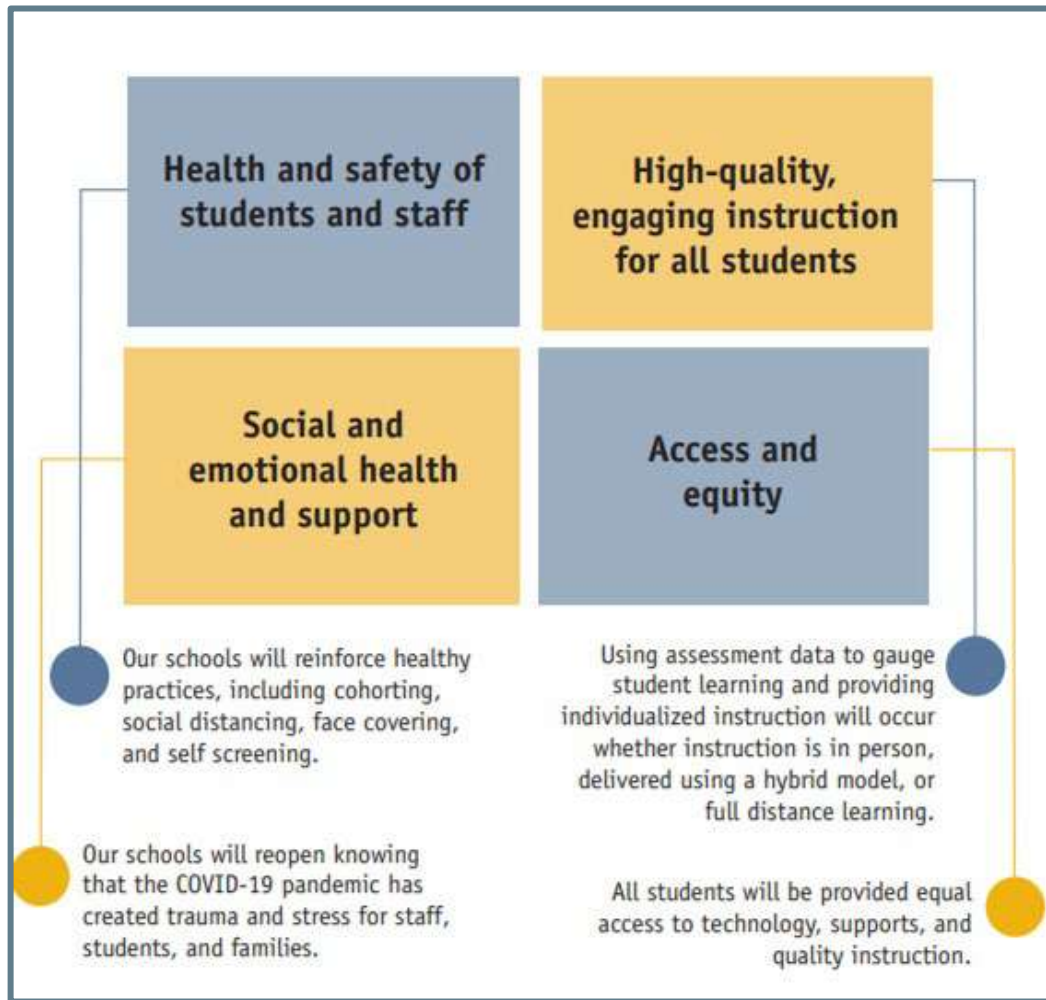 Health and safety of
students and staff
High-quality,
engaging instruction
for all students
Social and
emotional health
and support
Access and
equity
Our schools will reinforce healthy
practices, including cohorting,
social distancing, face covering,
and self screening.
Using assessment data to gauge
student learning and providing
individualized instruction will occur
whether instruction is in person,
delivered using a hybrid model, or
full distance learning.
Our schools will reopen knowing
that the COVID-19 pandemic has
created trauma and stress for staff,
students, and families.
All students will be provided equal
access to technology, supports, and
quality instruction.